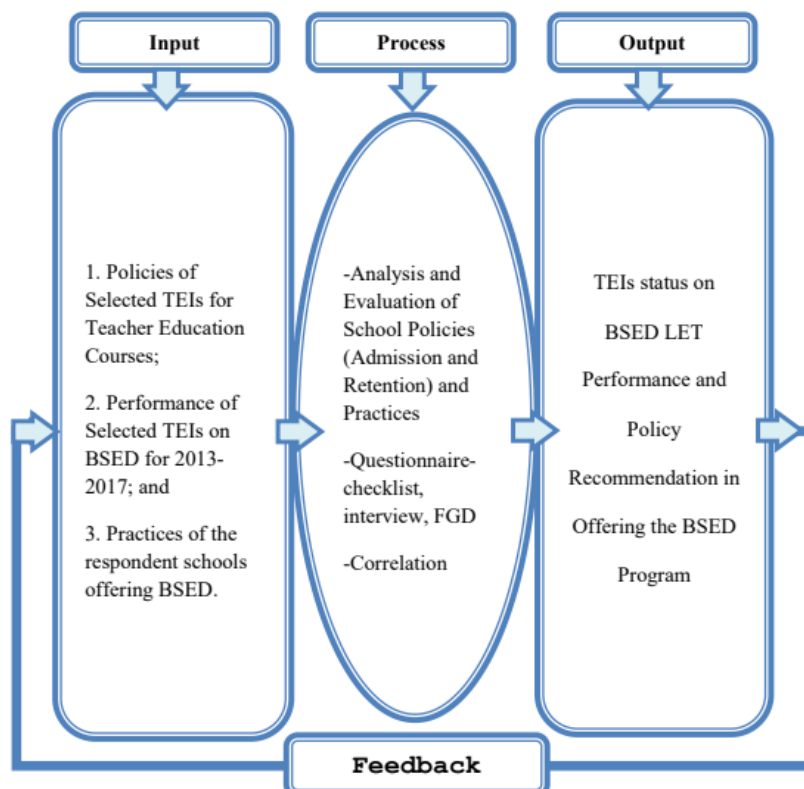 Input
Process
Output
1. Policies of
Selected TEIs for
Teacher Education
Courses;
2. Performance of
Selected TEIs on
BSED for 2013-
2017; and
3. Practices of the
respondent schools
offering BSED.
-Analysis and
Evaluation of
School Policies
(Admission and
Retention) and
Practices
-Questionnaire-
checklist,
interview, FGD
-Correlation
TEIs status on
BSED LET
Performance and
Policy
Recommendation in
Offering the BSED
Program
Feedback